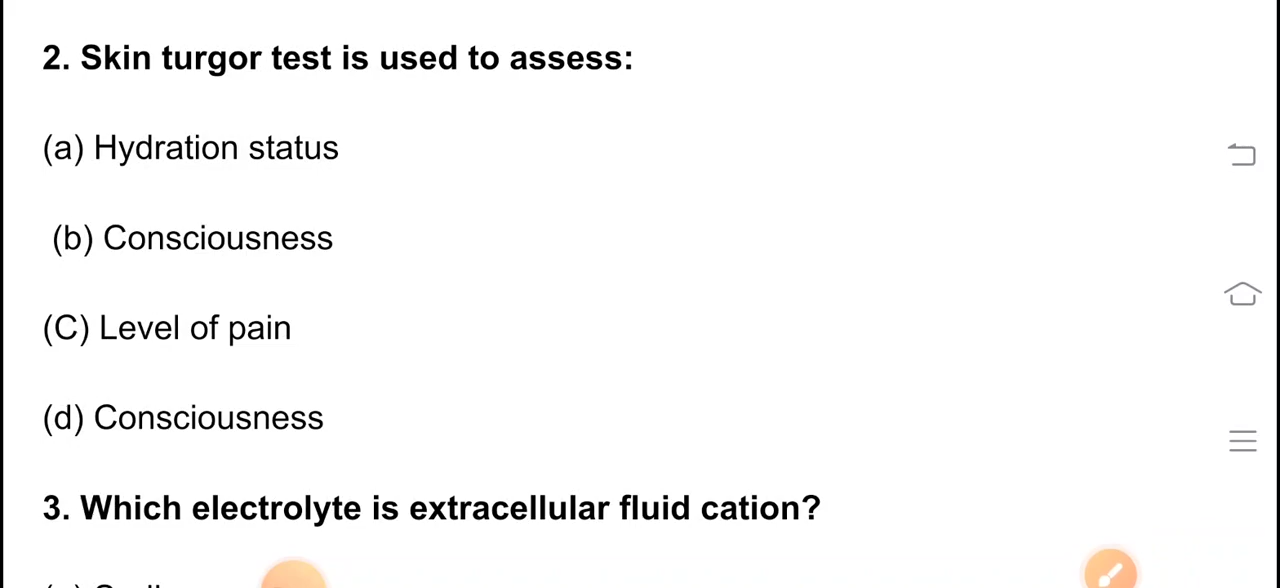 2. Skin turgor test is used to assess:
(a) Hydration status
(b) Consciousness
(C) Level of pain
(d) Consciousness
3. Which electrolyte is extracellular fluid cation?